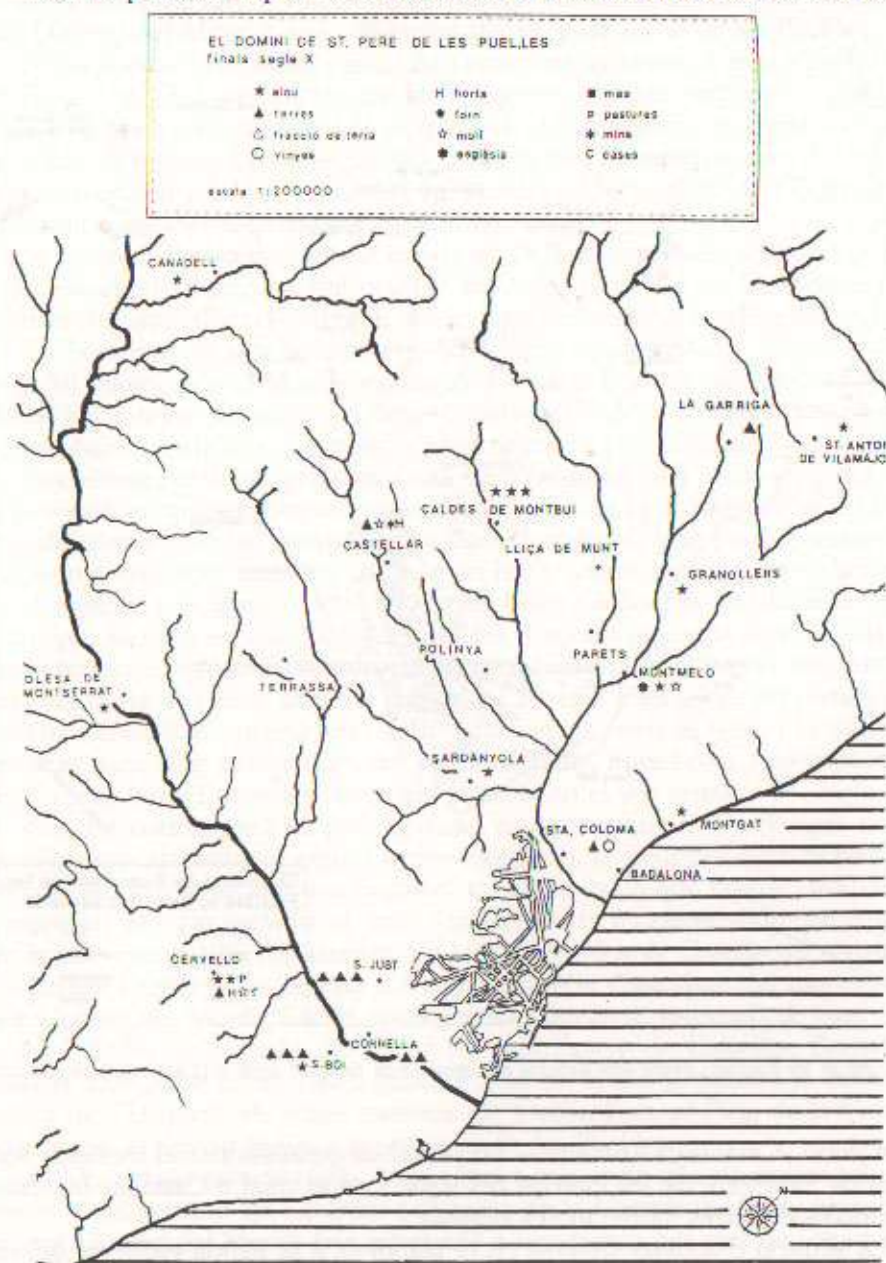 EL DOMINI DE ST. PERE DE LES PUEL,LES
finals segle X
★ alou
▲ terres
△ fracció de terra
○ vinyes
H horts
forn
☆ molí
església
■ mas
P pastures
mina
C cases
escala 1:200000
CANADELL
LA GARRIGA
ST. ANTONI
DE VILAMAJOR
CALDES DE MONTBUI
H
CASTELLAR
LLIÇA DE MUNT
GRANOLLERS
POLINYA
PARETS
MONTMELO
OLESA DE
MONTSERRAT
TERRASSA
SARDANYOLA
STA. COLOMA
MONTGAT
BADALONA
CERVELLO
P
H
S. JUST
CORNELLA
S. BOI
N